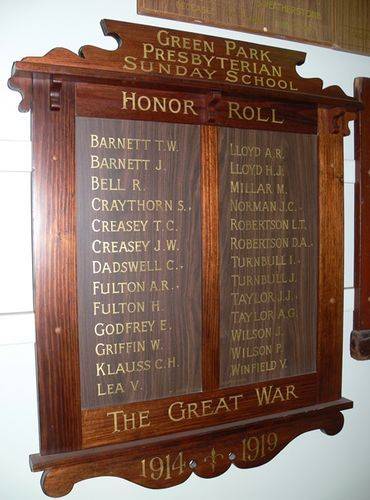 GREEN PARK
PRESBYTERIAN
SUNDAY SCHOOL
HONOR ROLL
BARNETT T.W.
BARNETT J.
BELL R.
CRAYTHORN S.
CREASEY T.C.
CREASEY J.W.
DADSWELL C.
FULTON A.R.
FULTON H.
GODFREY E.
GRIFFIN W.
KLAUSS C.H.
LEA V.
LLOYD A.R.
LLOYD H.J.
MILLAR M.
NORMAN J.C.
ROBERTSON L.T.
ROBERTSON D.A.
TURNBULL I.
TURNBULL J.
TAYLOR J.J.
TAYLOR A.G.
WILSON J.
WILSON P.
WINFIELD V.
THE GREAT WAR
1914 1919